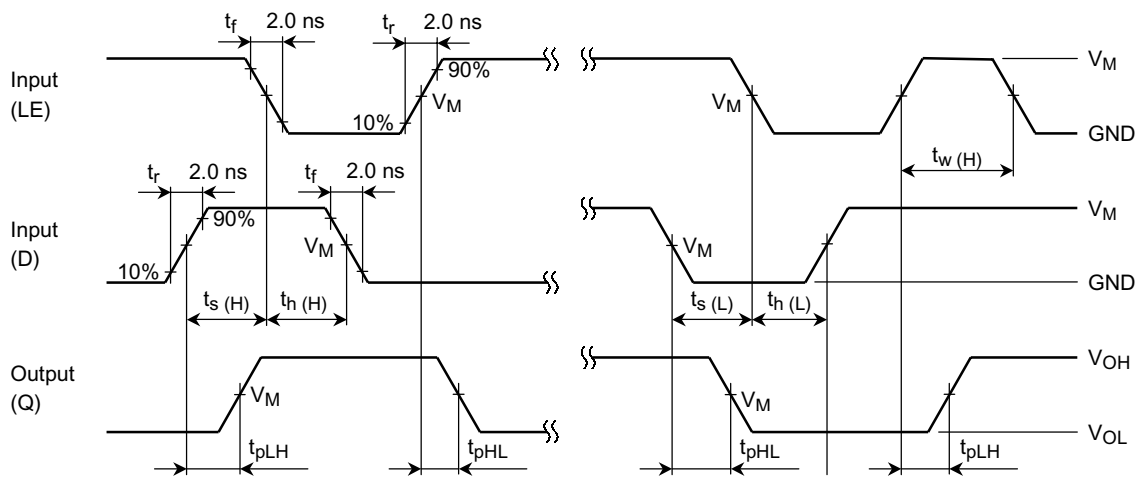 tf 2.0 ns tr 2.0 ns
Input
(LE)
90%
VM
10%
VM
VM
GND
tw (H)
tr 2.0 ns tf 2.0 ns
Input
(D)
90%
VM
10%
VM
VM
GND
ts (H) th (H)
ts (L) th (L)
Output
(Q)
VM
VM
VOH
VOL
tpLH tpHL tpHL tpLH